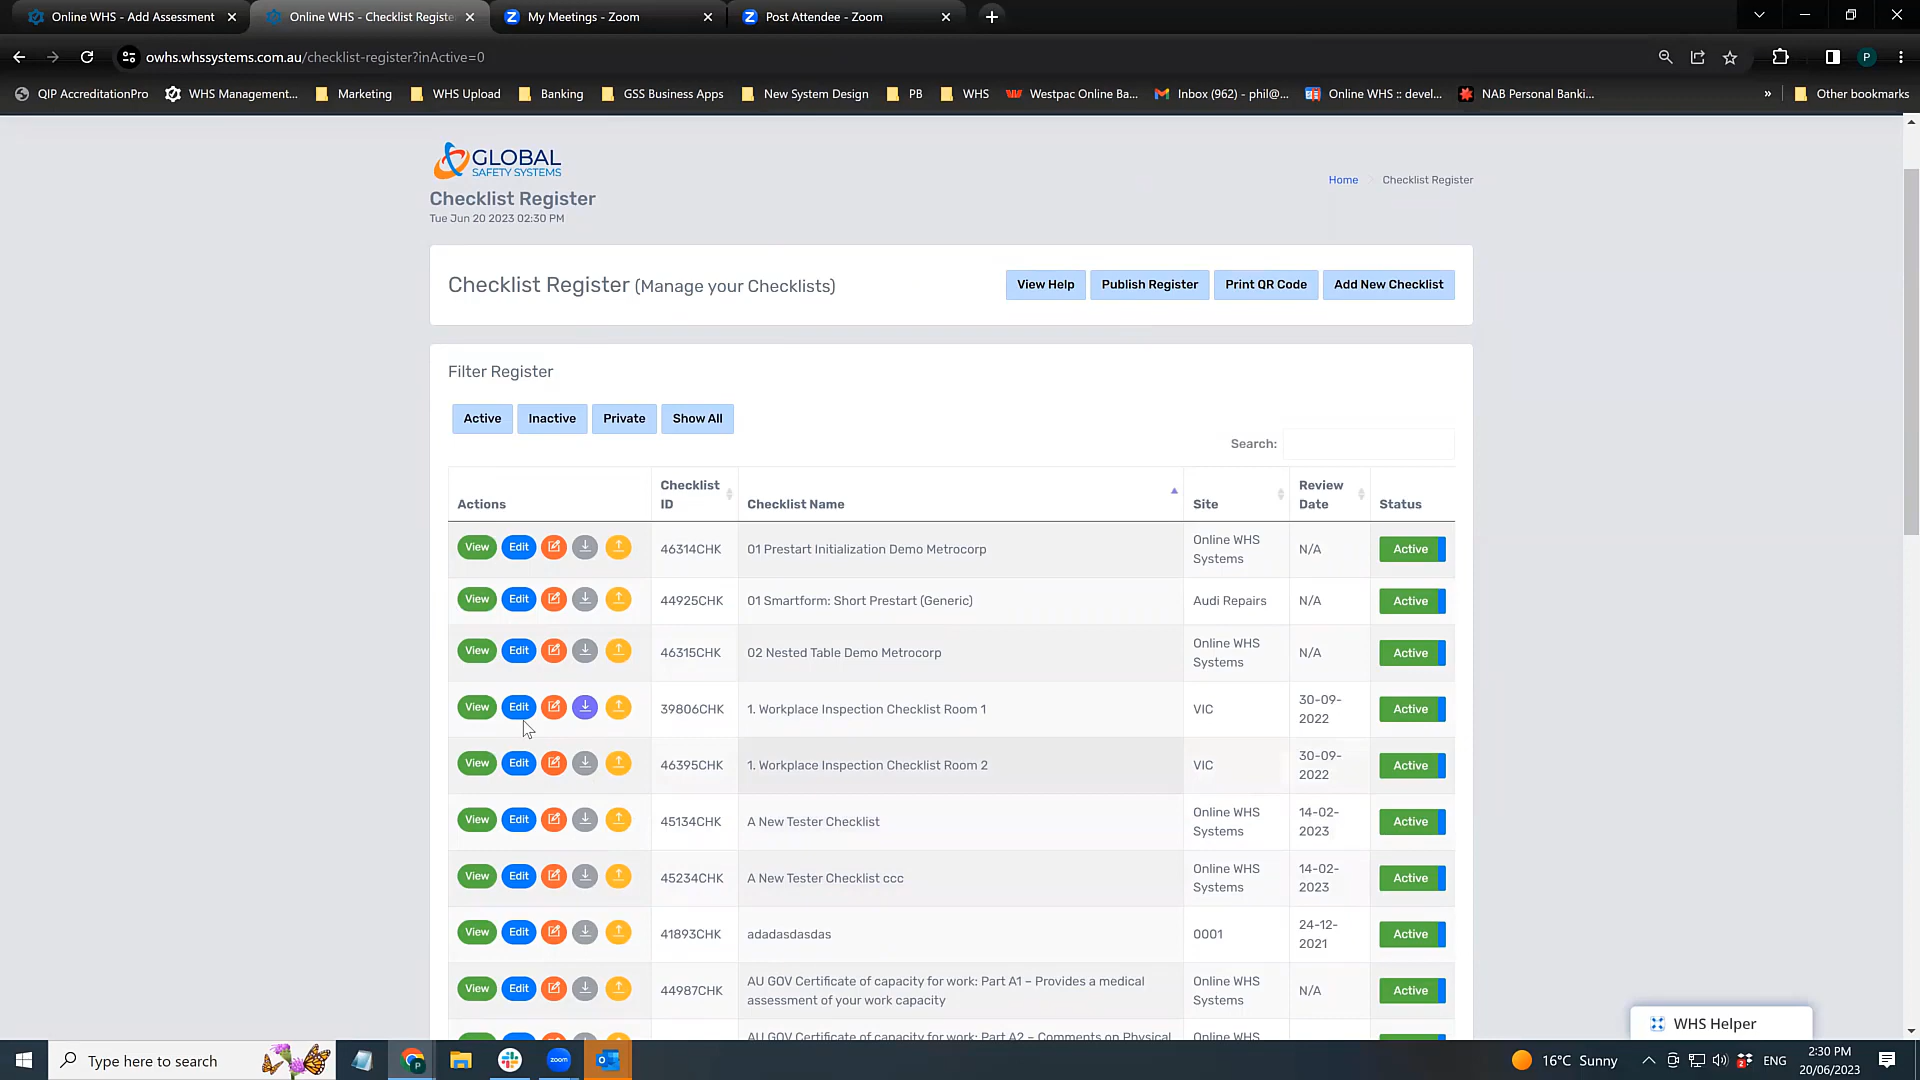 Online WHS - Add Assessment
Online WHS - Checklist Registe
My Meetings - Zoom
Post Attendee - Zoom
owhs.whssystems.com.au/checklist-register?inActive=0
P
QIP AccreditationPro
WHS Management...
Marketing
WHS Upload
Banking
GSS Business Apps
New System Design
PB
WHS
Westpac Online Ba...
Inbox (962) - phil@...
Online WHS :: devel...
NAB Personal Banki...
»
Other bookmarks
GLOBAL
SAFETY SYSTEMS
Checklist Register
Tue Jun 20 2023 02:30 PM
Home
Checklist Register
Checklist Register (Manage your Checklists)
View Help
Publish Register
Print QR Code
Add New Checklist
Filter Register
Active
Inactive
Private
Show All
Search:
Actions
Checklist
ID
Checklist Name
Site
Review
Date
Status
View Edit
46314CHK
01 Prestart Initialization Demo Metrocorp
Online WHS
Systems
N/A
Active
View Edit
44925CHK
01 Smartform: Short Prestart (Generic)
Audi Repairs
N/A
Active
View Edit
46315CHK
02 Nested Table Demo Metrocorp
Online WHS
Systems
N/A
Active
View Edit
39806CHK
1. Workplace Inspection Checklist Room 1
VIC
30-09-
2022
Active
View Edit
46395CHK
1. Workplace Inspection Checklist Room 2
VIC
30-09-
2022
Active
View Edit
45134CHK
A New Tester Checklist
Online WHS
Systems
14-02-
2023
Active
View Edit
45234CHK
A New Tester Checklist ccc
Online WHS
Systems
14-02-
2023
Active
View Edit
41893CHK
adadasdasdas
0001
24-12-
2021
Active
View Edit
44987CHK
AU GOV Certificate of capacity for work: Part A1 – Provides a medical
assessment of your work capacity
Online WHS
Systems
N/A
Active
AU GOV Certificate of capacity for work: Part A2 – Comments on Physical
Online WHS
WHS Helper
Type here to search
zoom
16°C Sunny
ENG
2:30 PM
20/06/2023